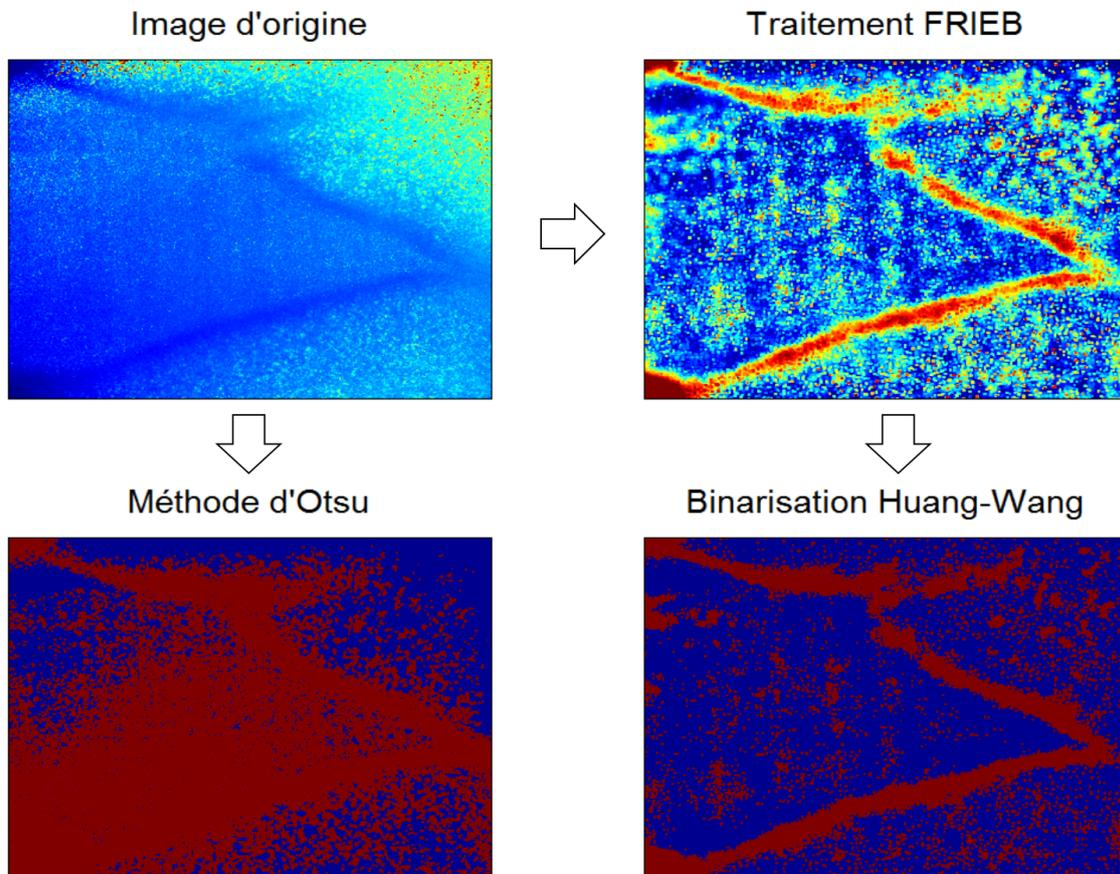 Image d'origine
Traitement FRIEB
Méthode d'Otsu
Binarisation Huang-Wang